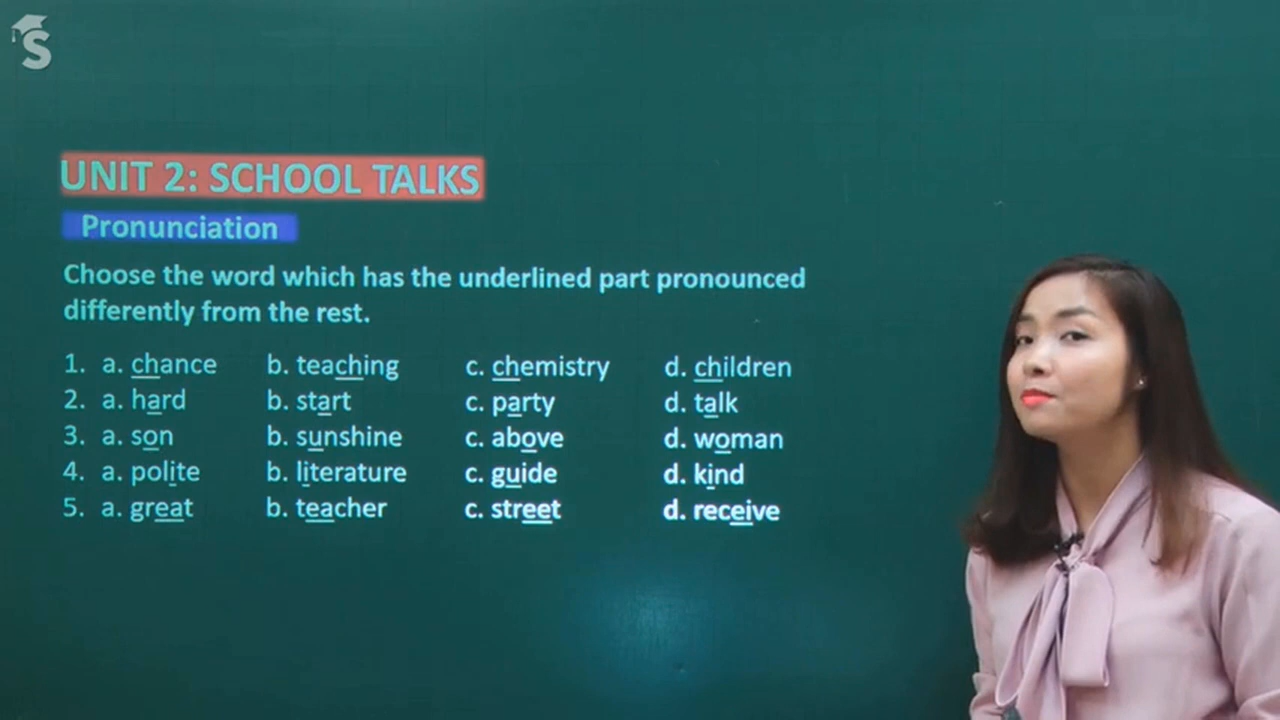 S
UNIT 2: SCHOOL TALKS
Pronunciation
Choose the word which has the underlined part pronounced
differently from the rest.
1. a. chance b. teaching c. chemistry d. children
2. a. hard b. start c. party d. talk
3. a. son b. sunshine c. above d. woman
4. a. polite b. literature c. guide d. kind
5. a. great b. teacher c. street d. receive